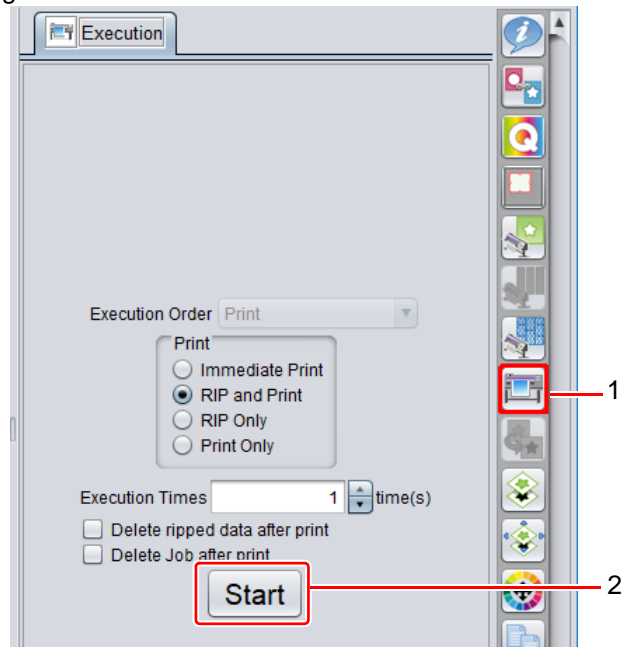 Execution
Execution Order Print
Print
Immediate Print
RIP and Print
RIP Only
Print Only
1
Execution Times 1 time(s)
Delete ripped data after print
Delete Job after print
Start
2